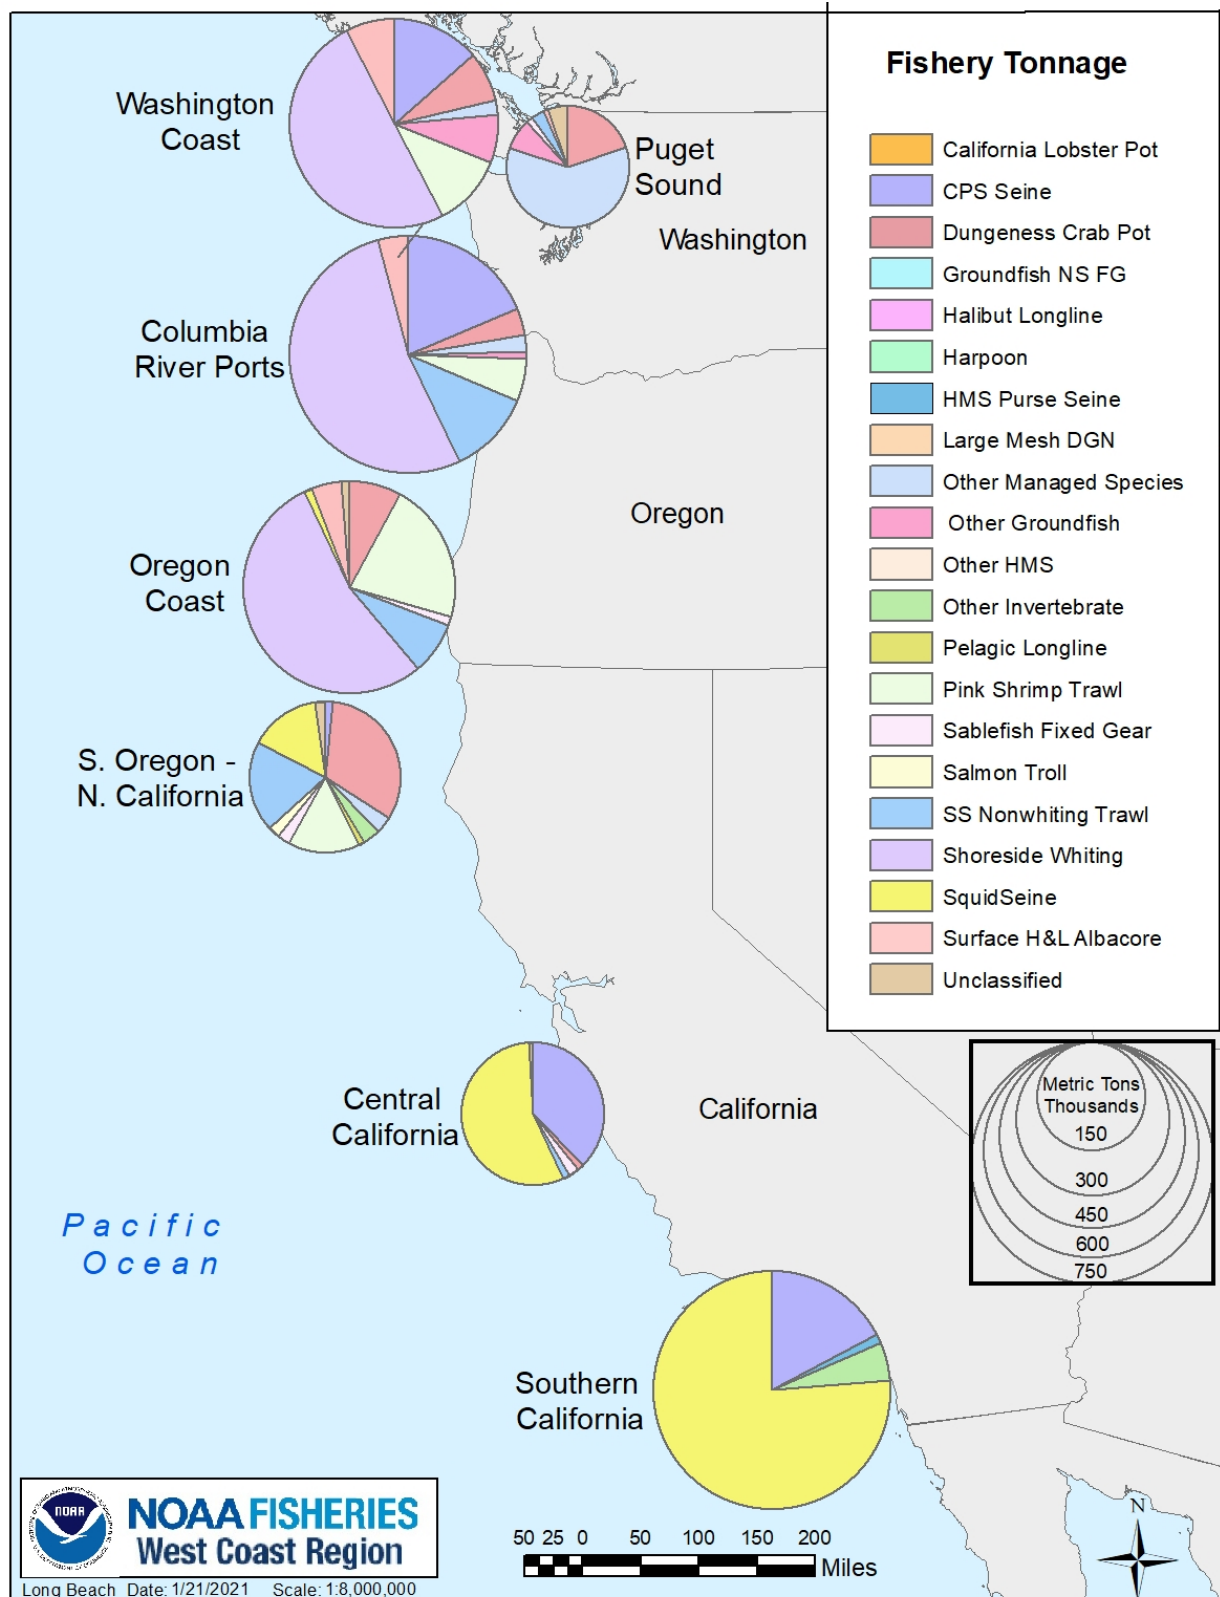 Washington
Coast
Puget
Sound
Washington
Columbia
River Ports
Oregon
Oregon
Coast
S. Oregon -
N. California
Central
California
California
Pacific
Ocean
Southern
California
Fishery Tonnage
California Lobster Pot
CPS Seine
Dungeness Crab Pot
Groundfish NS FG
Halibut Longline
Harpoon
HMS Purse Seine
Large Mesh DGN
Other Managed Species
Other Groundfish
Other HMS
Other Invertebrate
Pelagic Longline
Pink Shrimp Trawl
Sablefish Fixed Gear
Salmon Troll
SS Nonwhiting Trawl
Shoreside Whiting
SquidSeine
Surface H&L Albacore
Unclassified
Metric Tons
Thousands
150
300
450
600
750
NOAA
NOAA FISHERIES
West Coast Region
Long Beach Date: 1/21/2021 Scale: 1:8,000,000
50 25 0 50 100 150 200
Miles
N